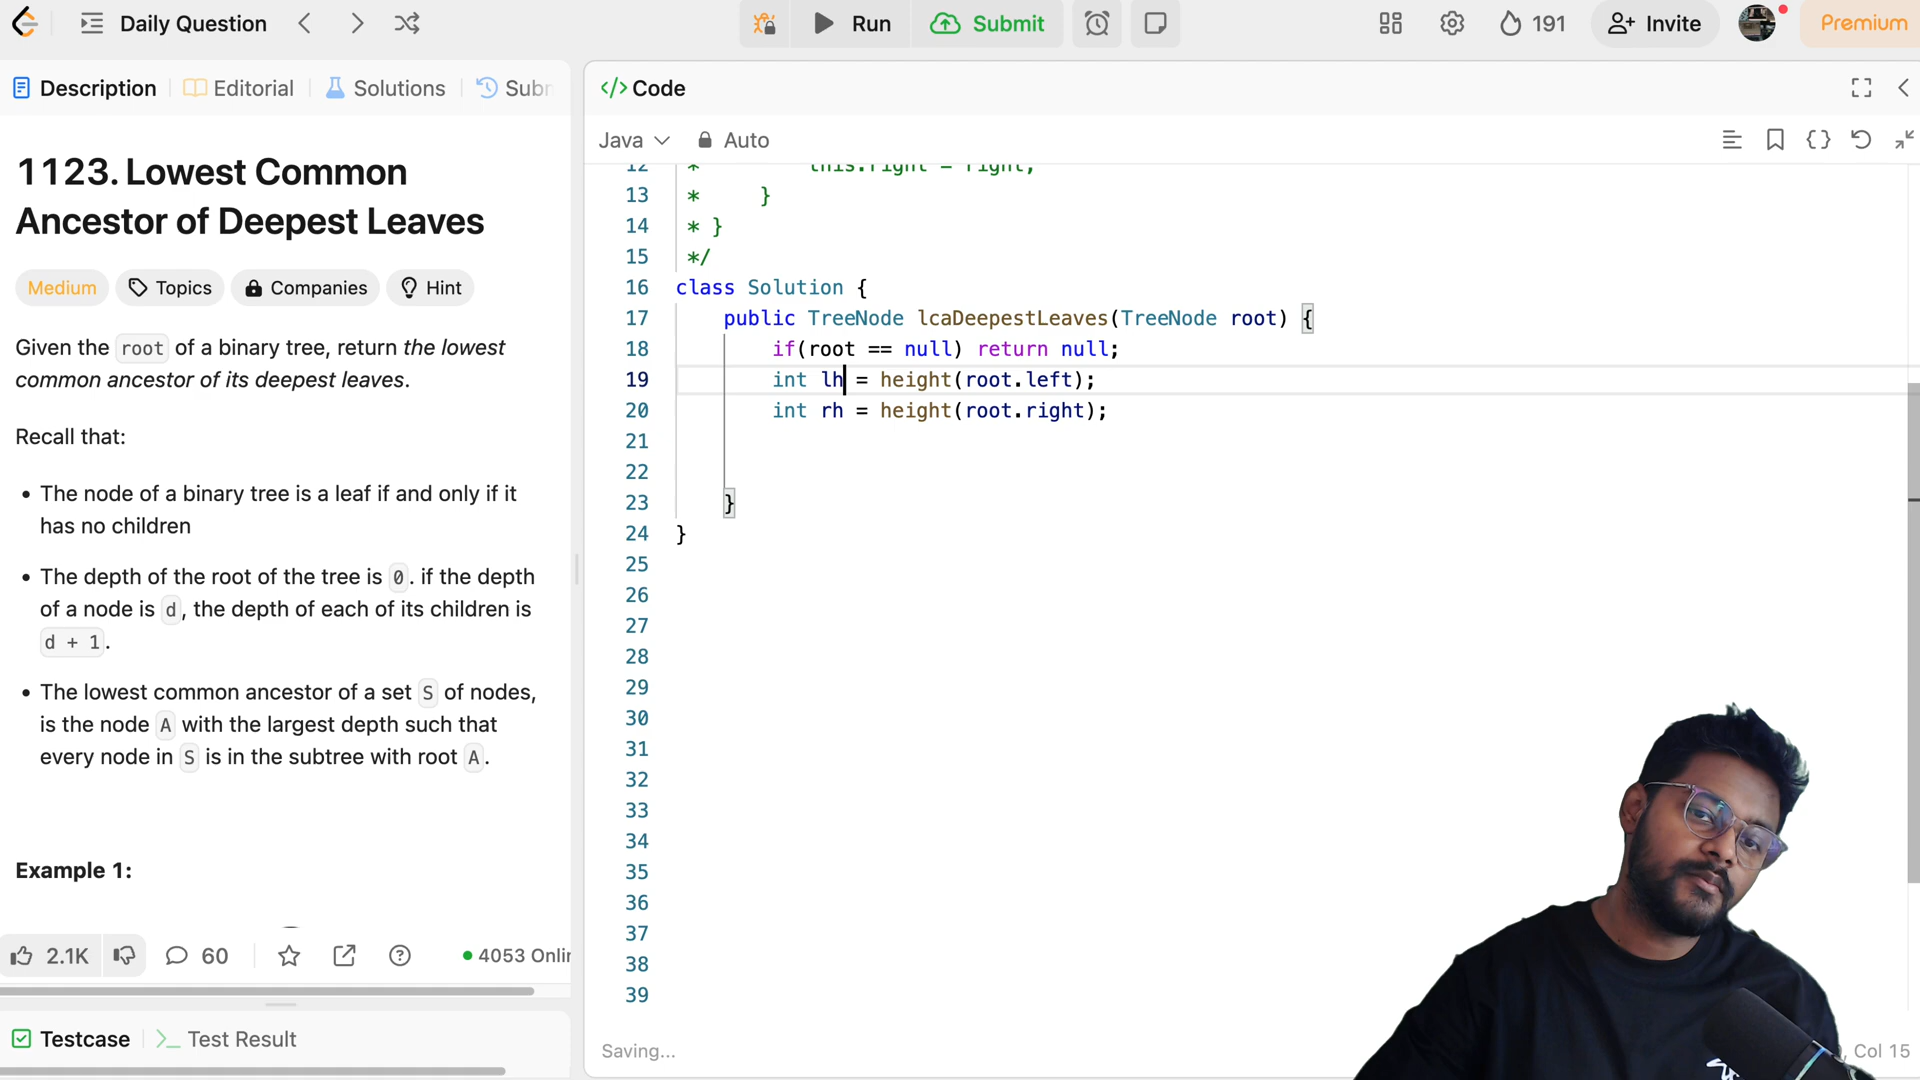 Daily Question
Run
Submit
191
Invite
Premium
Description
Editorial
Solutions
</> Code
Java
Auto
1123. Lowest Common
Ancestor of Deepest Leaves
Medium
Topics
Companies
Hint
Given the root of a binary tree, return the lowest
common ancestor of its deepest leaves.
Recall that:
• The node of a binary tree is a leaf if and only if it
has no children
• The depth of the root of the tree is 0. if the depth
of a node is d, the depth of each of its children is
d + 1.
• The lowest common ancestor of a set S of nodes,
is the node A with the largest depth such that
every node in S is in the subtree with root A.
Example 1:
2.1K
60
4053
Testcase
Test Result
12 * this.right = right;
13 * }
14 * }
15 */
16 class Solution {
17 public TreeNode lcaDeepestLeaves(TreeNode root) {
18 if(root == null) return null;
19 int lh = height(root.left);
20 int rh = height(root.right);
21
22
23 }
24 }
25
26
27
28
29
30
31
32
33
34
35
36
37
38
39
Saving...
, Col 15